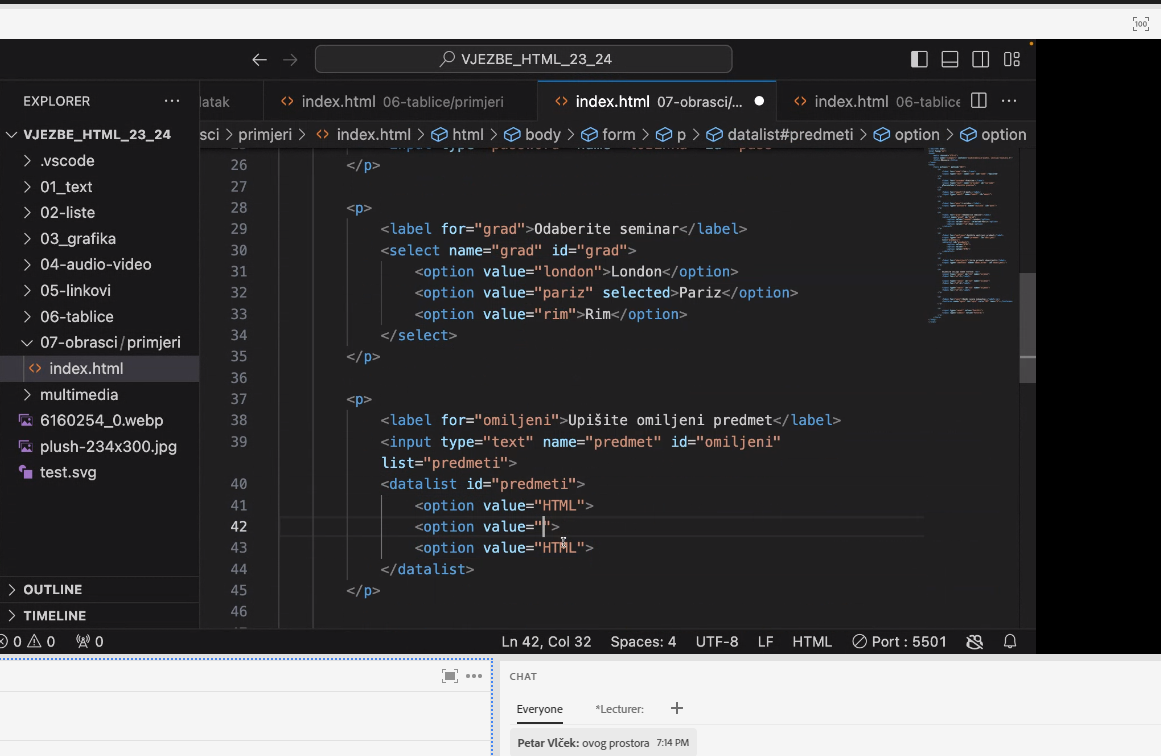 100
VJEZBE_HTML_23_24
EXPLORER
latak
index.html 06-tablice/primjeri
index.html 07-obrasci/...
index.html 06-tablice
VJEZBE_HTML_23_24
sci > primjeri > index.html > html > body > form > p > datalist#predmeti > option > option
.vscode
01_text
02-liste
03_grafika
04-audio-video
05-linkovi
06-tablice
07-obrasci/primjeri
index.html
multimedia
6160254_0.webp
plush-234x300.jpg
test.svg
OUTLINE
TIMELINE
26 </p>
27
28 <p>
29 <label for="grad">Odaberite seminar</label>
30 <select name="grad" id="grad">
31 <option value="london">London</option>
32 <option value="pariz" selected>Pariz</option>
33 <option value="rim">Rim</option>
34 </select>
35 </p>
36
37 <p>
38 <label for="omiljeni">Upišite omiljeni predmet</label>
39 <input type="text" name="predmet" id="omiljeni"
list="predmeti">
40 <datalist id="predmeti">
41 <option value="HTML">
42 <option value="">
43 <option value="HTML">
44 </datalist>
45 </p>
46
0 0 0 Ln 42, Col 32 Spaces: 4 UTF-8 LF HTML Port : 5501
CHAT
Everyone *Lecturer: +
Petar Vlček: ovog prostora 7:14 PM